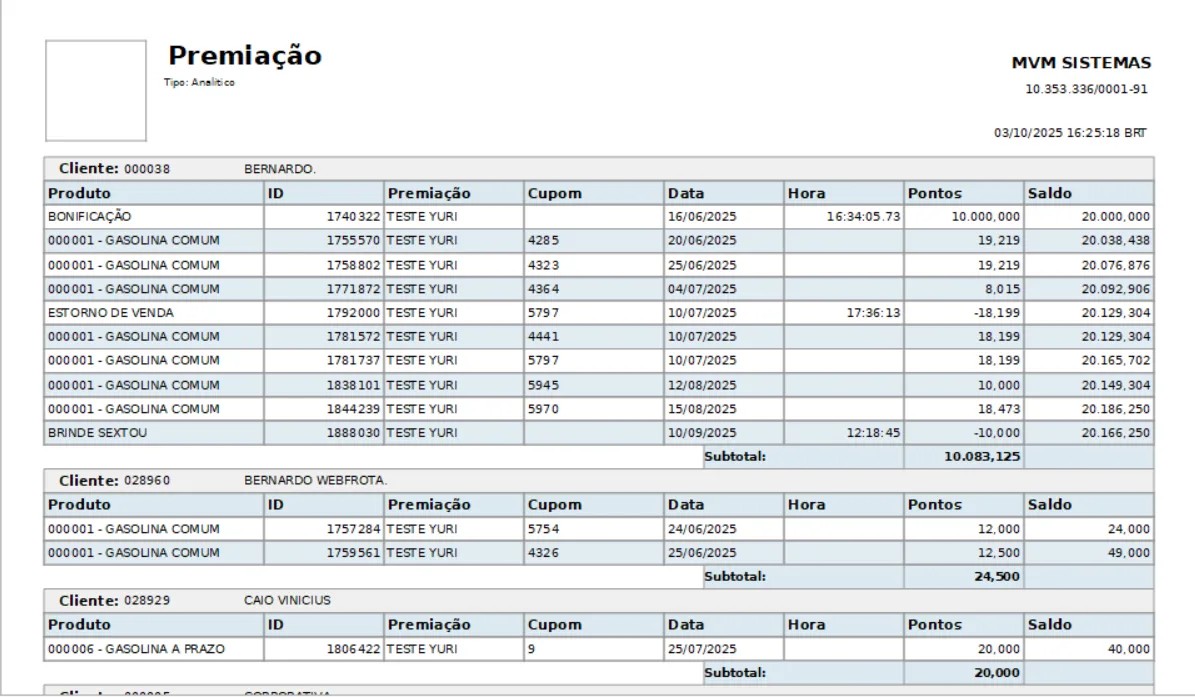 Premiação
Tipo: Analítico
MVM SISTEMAS
10.353.336/0001-91
03/10/2025 16:25:18 BRT
Cliente: 000038 BERNARDO.
Produto ID Premiação Cupom Data Hora Pontos Saldo
BONIFICAÇÃO 1740322 TESTE YURI 16/06/2025 16:34:05.73 10.000,000 20.000,000
000001 - GASOLINA COMUM 1755570 TESTE YURI 4285 20/06/2025 19,219 20.038,438
000001 - GASOLINA COMUM 1758802 TESTE YURI 4323 25/06/2025 19,219 20.076,876
000001 - GASOLINA COMUM 1771872 TESTE YURI 4364 04/07/2025 8,015 20.092,906
ESTORNO DE VENDA 1792000 TESTE YURI 5797 10/07/2025 17:36:13 -18,199 20.129,304
000001 - GASOLINA COMUM 1781572 TESTE YURI 4441 10/07/2025 18,199 20.129,304
000001 - GASOLINA COMUM 1781737 TESTE YURI 5797 10/07/2025 18,199 20.165,702
000001 - GASOLINA COMUM 1838101 TESTE YURI 5945 12/08/2025 10,000 20.149,304
000001 - GASOLINA COMUM 1844239 TESTE YURI 5970 15/08/2025 18,473 20.186,250
BRINDE SEXTOU 1888030 TESTE YURI 10/09/2025 12:18:45 -10,000 20.166,250
Subtotal: 10.083,125
Cliente: 028960 BERNARDO WEBFROTA.
Produto ID Premiação Cupom Data Hora Pontos Saldo
000001 - GASOLINA COMUM 1757284 TESTE YURI 5754 24/06/2025 12,000 24,000
000001 - GASOLINA COMUM 1759561 TESTE YURI 4326 25/06/2025 12,500 49,000
Subtotal: 24,500
Cliente: 028929 CAIO VINICIUS
Produto ID Premiação Cupom Data Hora Pontos Saldo
000006 - GASOLINA A PRAZO 1806422 TESTE YURI 9 25/07/2025 20,000 40,000
Subtotal: 20,000